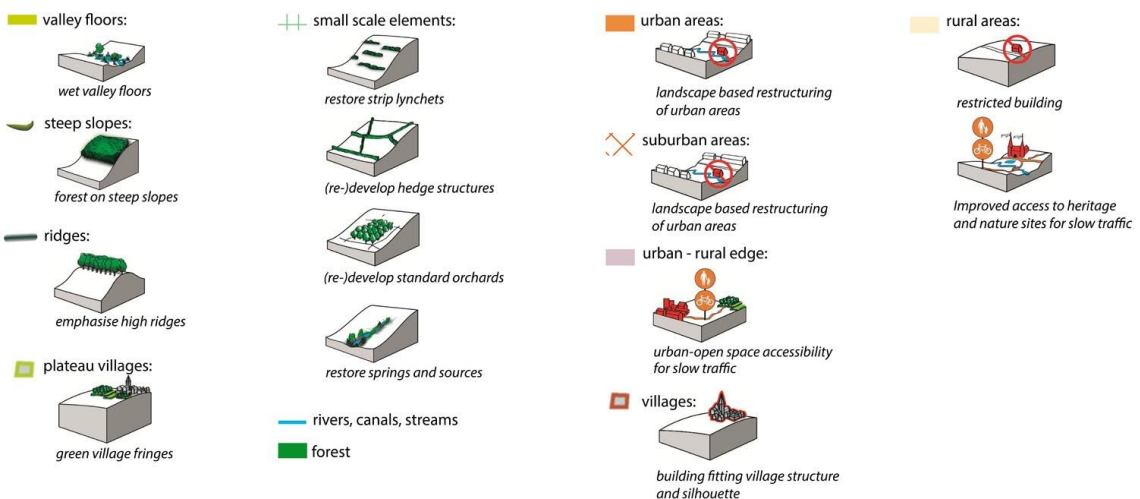 valley floors:
wet valley floors
steep slopes:
forest on steep slopes
ridges:
emphasise high ridges
plateau villages:
green village fringes
small scale elements:
restore strip lynchets
(re-)develop hedge structures
(re-)develop standard orchards
restore springs and sources
rivers, canals, streams
forest
urban areas:
landscape based restructuring
of urban areas
suburban areas:
landscape based restructuring
of urban areas
urban - rural edge:
urban-open space accessibility
for slow traffic
villages:
building fitting village structure
and silhouette
rural areas:
restricted building
Improved access to heritage
and nature sites for slow traffic